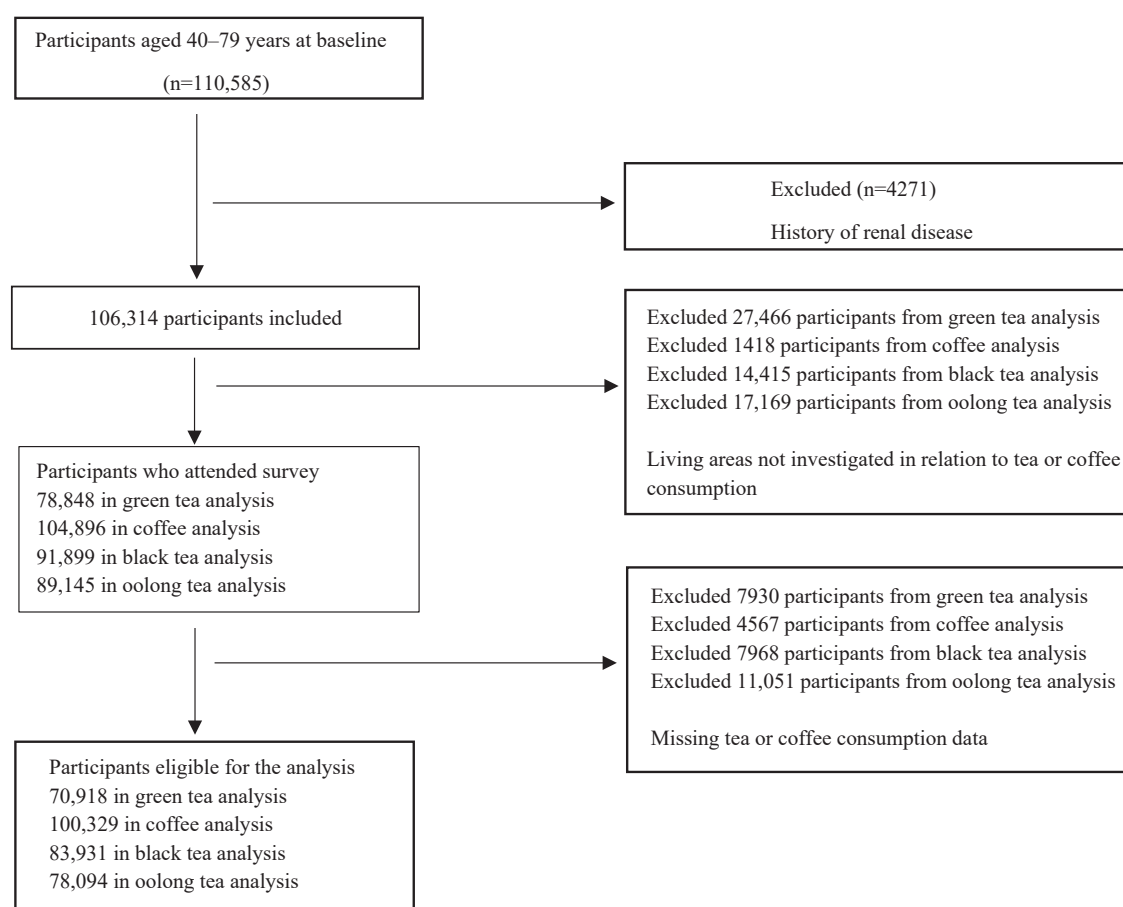 Participants aged 40–79 years at baseline
(n=110,585)
Excluded (n=4271)
History of renal disease
106,314 participants included
Excluded 27,466 participants from green tea analysis
Excluded 1418 participants from coffee analysis
Excluded 14,415 participants from black tea analysis
Excluded 17,169 participants from oolong tea analysis
Living areas not investigated in relation to tea or coffee
consumption
Participants who attended survey
78,848 in green tea analysis
104,896 in coffee analysis
91,899 in black tea analysis
89,145 in oolong tea analysis
Excluded 7930 participants from green tea analysis
Excluded 4567 participants from coffee analysis
Excluded 7968 participants from black tea analysis
Excluded 11,051 participants from oolong tea analysis
Missing tea or coffee consumption data
Participants eligible for the analysis
70,918 in green tea analysis
100,329 in coffee analysis
83,931 in black tea analysis
78,094 in oolong tea analysis